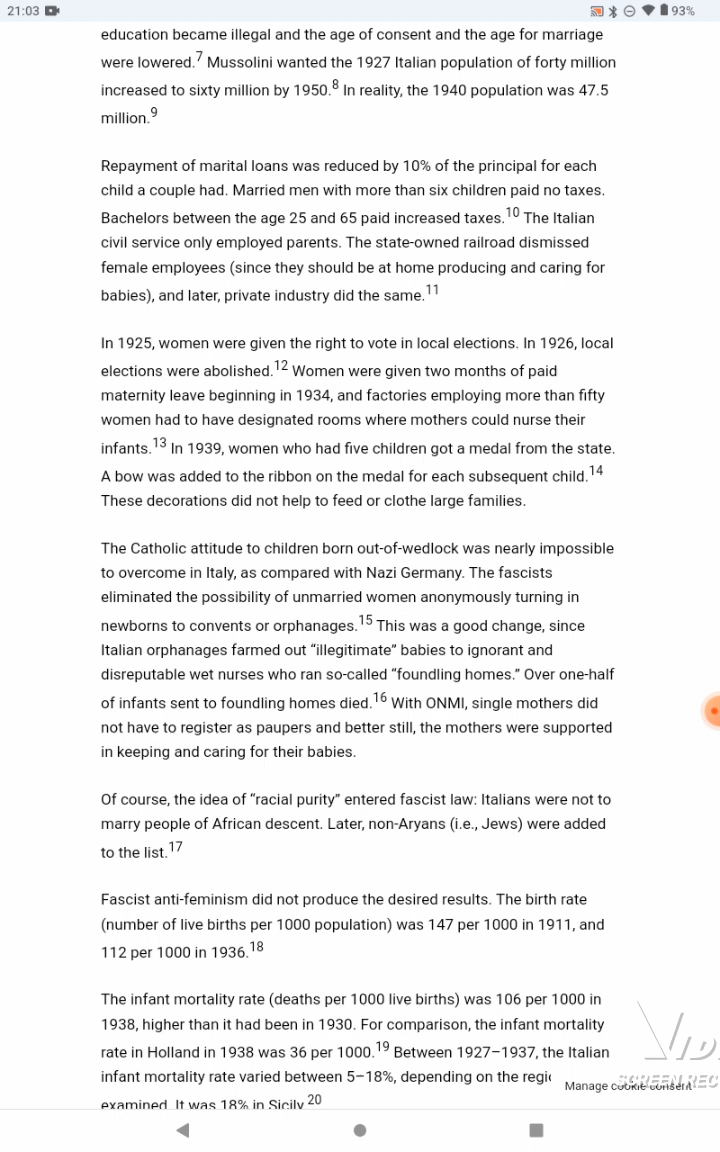 21:03
93%
education became illegal and the age of consent and the age for marriage
were lowered.7 Mussolini wanted the 1927 Italian population of forty million
increased to sixty million by 1950.8 In reality, the 1940 population was 47.5
million.9
Repayment of marital loans was reduced by 10% of the principal for each
child a couple had. Married men with more than six children paid no taxes.
Bachelors between the age 25 and 65 paid increased taxes.10 The Italian
civil service only employed parents. The state-owned railroad dismissed
female employees (since they should be at home producing and caring for
babies), and later, private industry did the same.11
In 1925, women were given the right to vote in local elections. In 1926, local
elections were abolished.12 Women were given two months of paid
maternity leave beginning in 1934, and factories employing more than fifty
women had to have designated rooms where mothers could nurse their
infants.13 In 1939, women who had five children got a medal from the state.
A bow was added to the ribbon on the medal for each subsequent child.14
These decorations did not help to feed or clothe large families.
The Catholic attitude to children born out-of-wedlock was nearly impossible
to overcome in Italy, as compared with Nazi Germany. The fascists
eliminated the possibility of unmarried women anonymously turning in
newborns to convents or orphanages.15 This was a good change, since
Italian orphanages farmed out “illegitimate” babies to ignorant and
disreputable wet nurses who ran so-called “foundling homes.” Over one-half
of infants sent to foundling homes died.16 With ONMI, single mothers did
not have to register as paupers and better still, the mothers were supported
in keeping and caring for their babies.
Of course, the idea of “racial purity” entered fascist law: Italians were not to
marry people of African descent. Later, non-Aryans (i.e., Jews) were added
to the list.17
Fascist anti-feminism did not produce the desired results. The birth rate
(number of live births per 1000 population) was 147 per 1000 in 1911, and
112 per 1000 in 1936.18
The infant mortality rate (deaths per 1000 live births) was 106 per 1000 in
1938, higher than it had been in 1930. For comparison, the infant mortality
rate in Holland in 1938 was 36 per 1000.19 Between 1927–1937, the Italian
infant mortality rate varied between 5–18%, depending on the regi
Manage cookie consent
examined. It was 18% in Sicily.20
VID
SCREEN REC